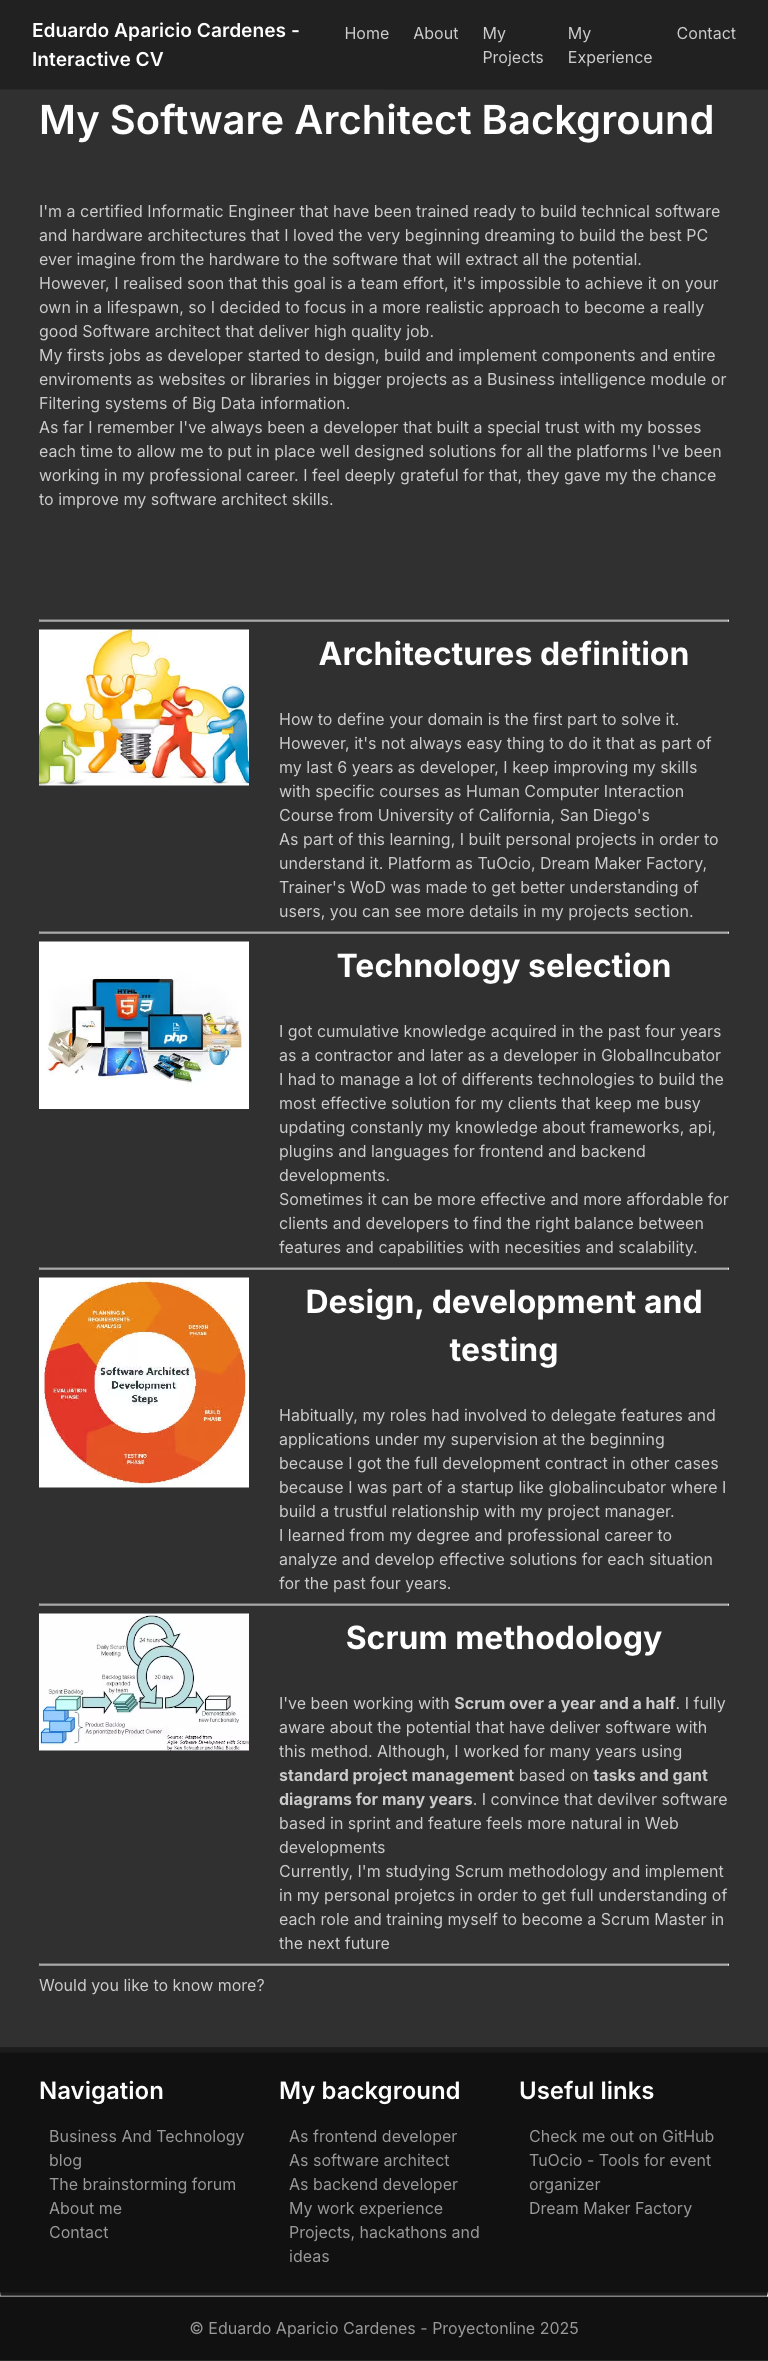 Eduardo Aparicio Cardenes -
Interactive CV
Home
About
My
Projects
My
Experience
Contact
My Software Architect Background
I'm a certified Informatic Engineer that have been trained ready to build technical software
and hardware architectures that I loved the very beginning dreaming to build the best PC
ever imagine from the hardware to the software that will extract all the potential.
However, I realised soon that this goal is a team effort, it's impossible to achieve it on your
own in a lifespawn, so I decided to focus in a more realistic approach to become a really
good Software architect that deliver high quality job.
My firsts jobs as developer started to design, build and implement components and entire
enviroments as websites or libraries in bigger projects as a Business intelligence module or
Filtering systems of Big Data information.
As far I remember I've always been a developer that built a special trust with my bosses
each time to allow me to put in place well designed solutions for all the platforms I've been
working in my professional career. I feel deeply grateful for that, they gave my the chance
to improve my software architect skills.
Architectures definition
How to define your domain is the first part to solve it.
However, it's not always easy thing to do it that as part of
my last 6 years as developer, I keep improving my skills
with specific courses as Human Computer Interaction
Course from University of California, San Diego's
As part of this learning, I built personal projects in order to
understand it. Platform as TuOcio, Dream Maker Factory,
Trainer's WoD was made to get better understanding of
users, you can see more details in my projects section.
HTML
5
3
php
Technology selection
I got cumulative knowledge acquired in the past four years
as a contractor and later as a developer in GlobalIncubator
I had to manage a lot of differents technologies to build the
most effective solution for my clients that keep me busy
updating constanly my knowledge about frameworks, api,
plugins and languages for frontend and backend
developments.
Sometimes it can be more effective and more affordable for
clients and developers to find the right balance between
features and capabilities with necesities and scalability.
PLANNING &
REQUIREMENTS
ANALYSIS
DESIGN
PHASE
Software Architect
Development
Steps
EVALUATION
PHASE
BUILD
PHASE
TESTING
PHASE
Design, development and
testing
Habitually, my roles had involved to delegate features and
applications under my supervision at the beginning
because I got the full development contract in other cases
because I was part of a startup like globalincubator where I
build a trustful relationship with my project manager.
I learned from my degree and professional career to
analyze and develop effective solutions for each situation
for the past four years.
24 hours
Daily Scrum
Meeting
Backlog tasks
expanded
by team
30 days
Sprint Backlog
Demonstrable
new functionality
Product Backlog
As prioritized by Product Owner
Source: Adapted from
Agile Software Development with Scrum
by Ken Schwaber and Mike Beedle
Scrum methodology
I've been working with Scrum over a year and a half. I fully
aware about the potential that have deliver software with
this method. Although, I worked for many years using
standard project management based on tasks and gant
diagrams for many years. I convince that devilver software
based in sprint and feature feels more natural in Web
developments
Currently, I'm studying Scrum methodology and implement
in my personal projetcs in order to get full understanding of
each role and training myself to become a Scrum Master in
the next future
Would you like to know more?
Navigation
Business And Technology
blog
The brainstorming forum
About me
Contact
My background
As frontend developer
As software architect
As backend developer
My work experience
Projects, hackathons and
ideas
Useful links
Check me out on GitHub
TuOcio - Tools for event
organizer
Dream Maker Factory
© Eduardo Aparicio Cardenes - Proyectonline 2025